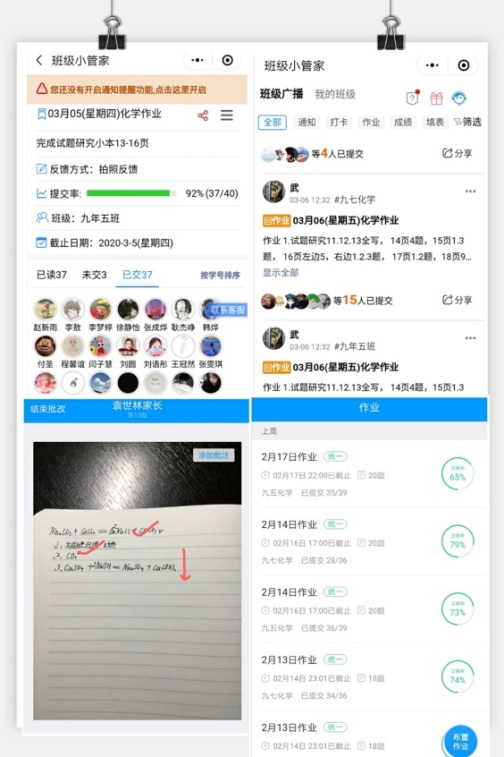 班级小管家
您还没有开启通知提醒功能,点击这里开启
03月05(星期四)化学作业
完成试题研究小本13-16页
反馈方式：拍照反馈
提交率:
92%(37/40)
班级：九年五班
截止日期：2020-3-5(星期四)
已读37 未交3 已交37 按学号排序
联系客服
赵新雨 李敖 李梦婷 徐静怡 张成烨 耿杰峥 韩烨
付圣 程馨谊 闫子慧 刘圆 刘语彤 王冠然 张雯琪
结束批改
袁世林家长
添加批注
班级小管家
班级广播 我的班级
全部 通知 打卡 作业 成绩 填表 筛选
等4人已提交 分享
武
03-06 12:32 #九七化学
作业 03月06(星期五)化学作业
作业 1.试题研究11.12.13全写， 14页4题，15页1.3
题， 16页左边5，右边1.2.3题， 17页1.2题，18页9...
显示全部
等15人已提交 分享
武
03-06 12:32 #九年五班
作业 03月06(星期五)化学作业
作业 1.试题研究11.12.13全写， 14页4题，15页1.3
作业
上周
2月17日作业 统一
02月17日 22:00已截止 20题
九五化学 已提交 35/39
正确率
65%
2月14日作业 统一
02月16日 17:00已截止 20题
九七化学 已提交 28/36
正确率
79%
2月14日作业 统一
02月16日 17:00已截止 20题
九五化学 已提交 36/39
正确率
73%
2月13日作业 统一
02月14日 23:01已截止 18题
九七化学 已提交 34/36
正确率
74%
2月13日作业 统一
02月14日 23:01已截止 18题
布置
作业